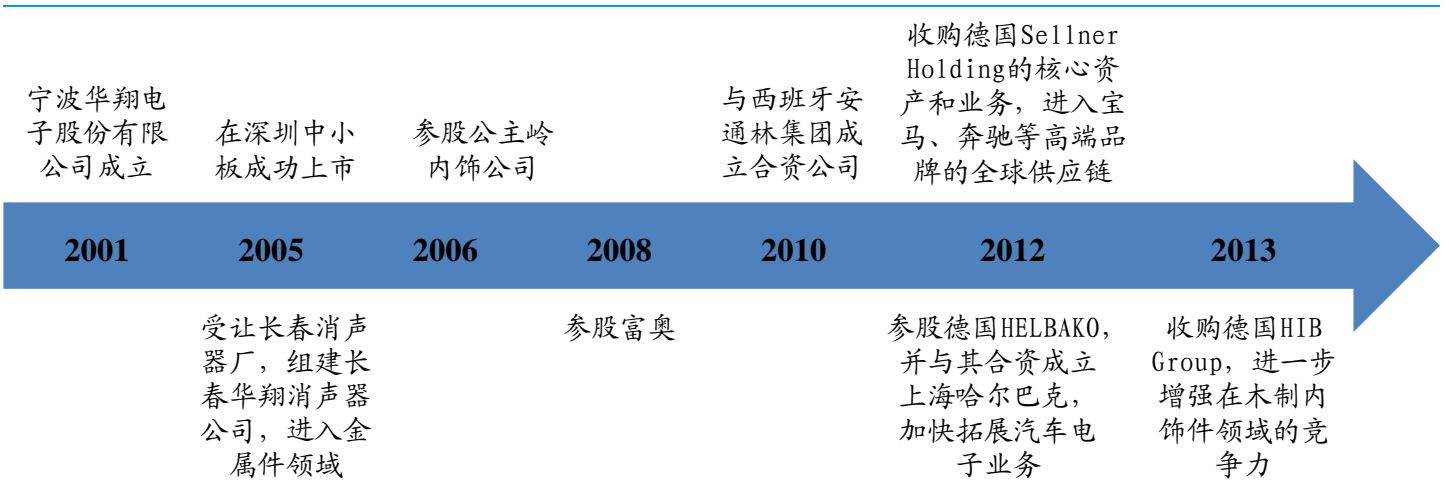 宁波华翔电
子股份有限
公司成立
在深圳中小
板成功上市
参股公主岭
内饰公司
与西班牙安
通林集团成
立合资公司
收购德国Sellner
Holding的核心资
产和业务，进入宝
马、奔驰等高端品
牌的全球供应链
2001
2005
2006
2008
2010
2012
2013
受让长春消声
器厂，组建长
春华翔消声器
公司，进入金
属件领域
参股富奥
参股德国HELBAKO，
并与其合资成立
上海哈尔巴克，
加快拓展汽车电
子业务
收购德国HIB
Group，进一步
增强在木制内
饰件领域的竞
争力